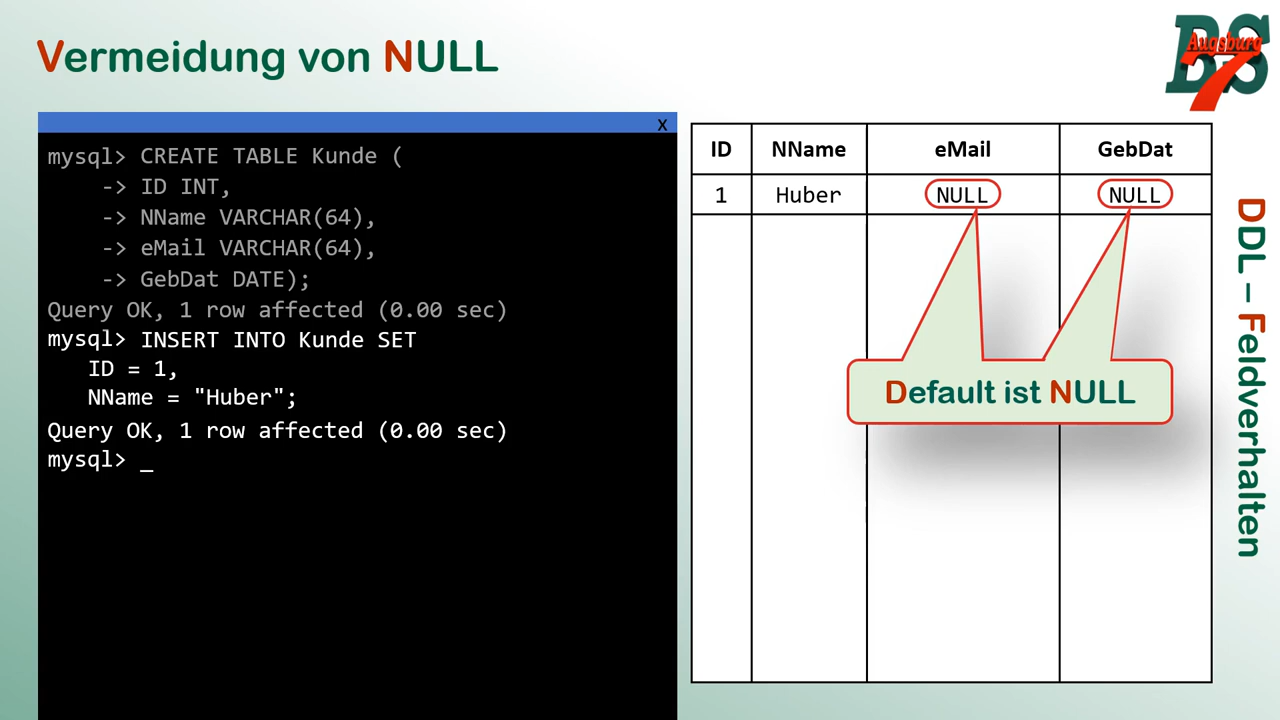 Vermeidung von NULL
BS
Augsburg
7
x
mysql> CREATE TABLE Kunde (
-> ID INT,
-> NName VARCHAR(64),
-> eMail VARCHAR(64),
-> GebDat DATE);
Query OK, 1 row affected (0.00 sec)
mysql> INSERT INTO Kunde SET
ID = 1,
NName = "Huber";
Query OK, 1 row affected (0.00 sec)
mysql> _
ID NName eMail GebDat
1 Huber NULL NULL
Default ist NULL
DDL – Feldverhalten